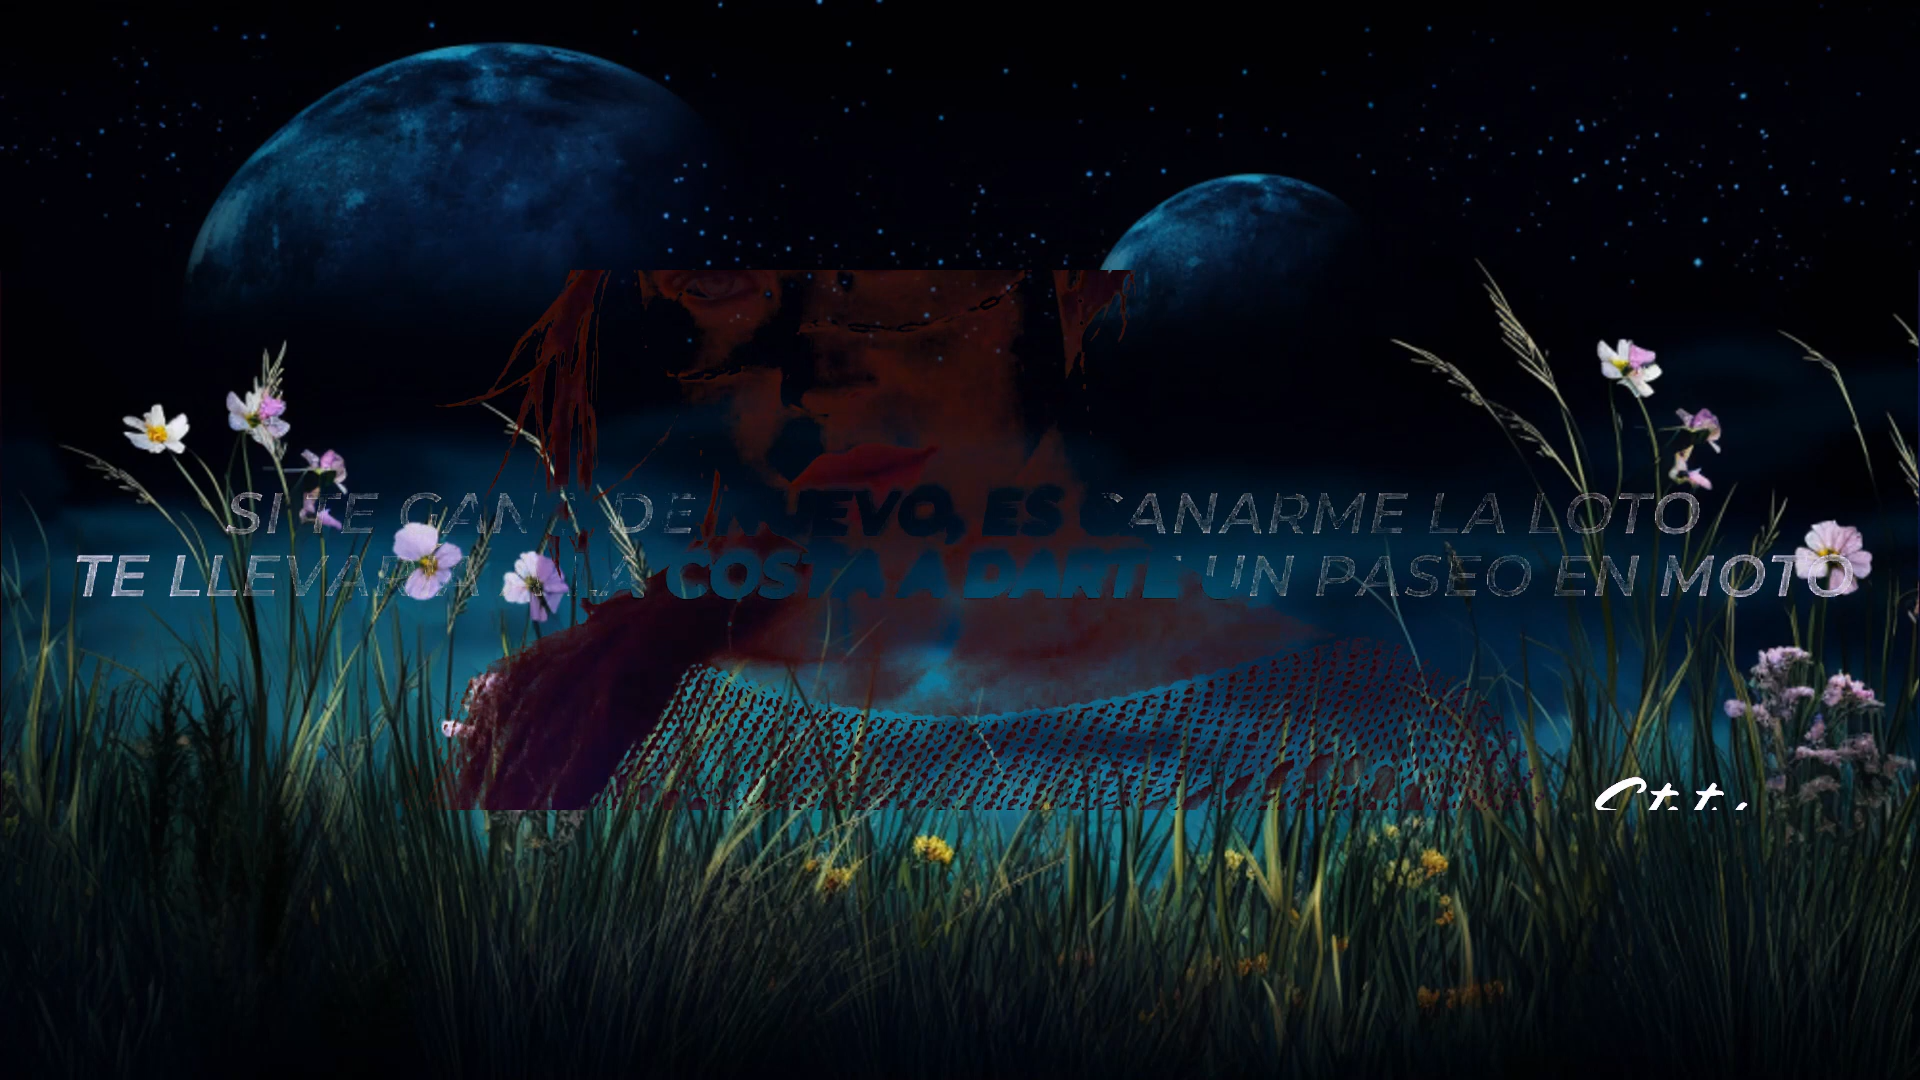 SI TE GANO DE NUEVO, ES GANARME LA LOTO
TE LLEVARÍA A LA COSTA A DARTE UN PASEO EN MOTO